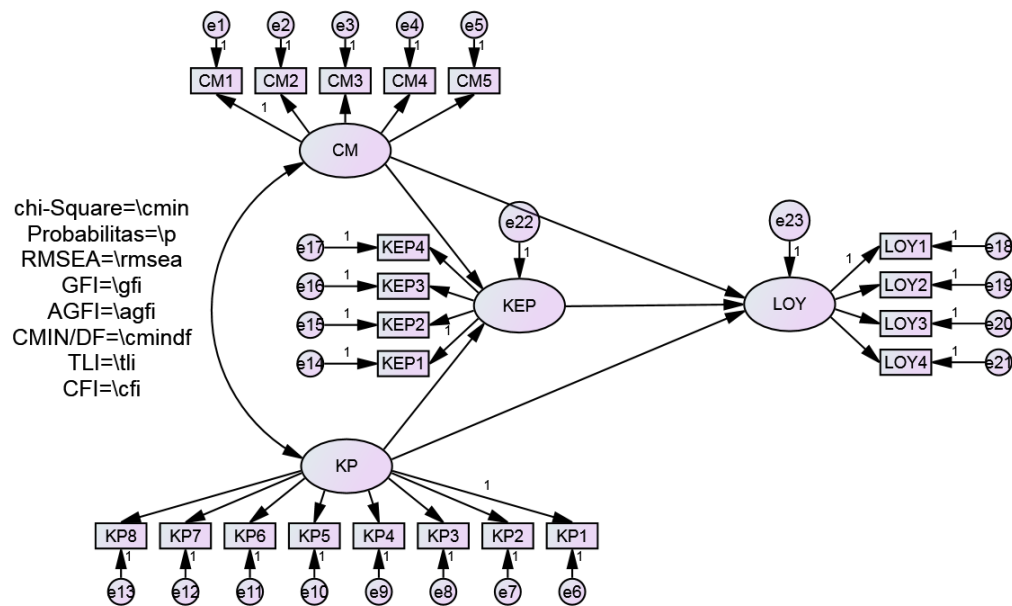 e1 e2 e3 e4 e5
1 1 1 1 1
CM1 CM2 CM3 CM4 CM5
1
CM
chi-Square=\cmin
Probabilitas=\p
RMSEA=\rmsea
GFI=\gfi
AGFI=\agfi
CMIN/DF=\cmindf
TLI=\tli
CFI=\cfi
e22
1
e23
1
e17 1 KEP4
e16 1 KEP3
e15 1 KEP2
e14 1 KEP1
1
KEP
LOY
1
LOY1 1 e18
LOY2 1 e19
LOY3 1 e20
LOY4 1 e21
KP
1
KP8 KP7 KP6 KP5 KP4 KP3 KP2 KP1
1 1 1 1 1 1 1 1
e13 e12 e11 e10 e9 e8 e7 e6